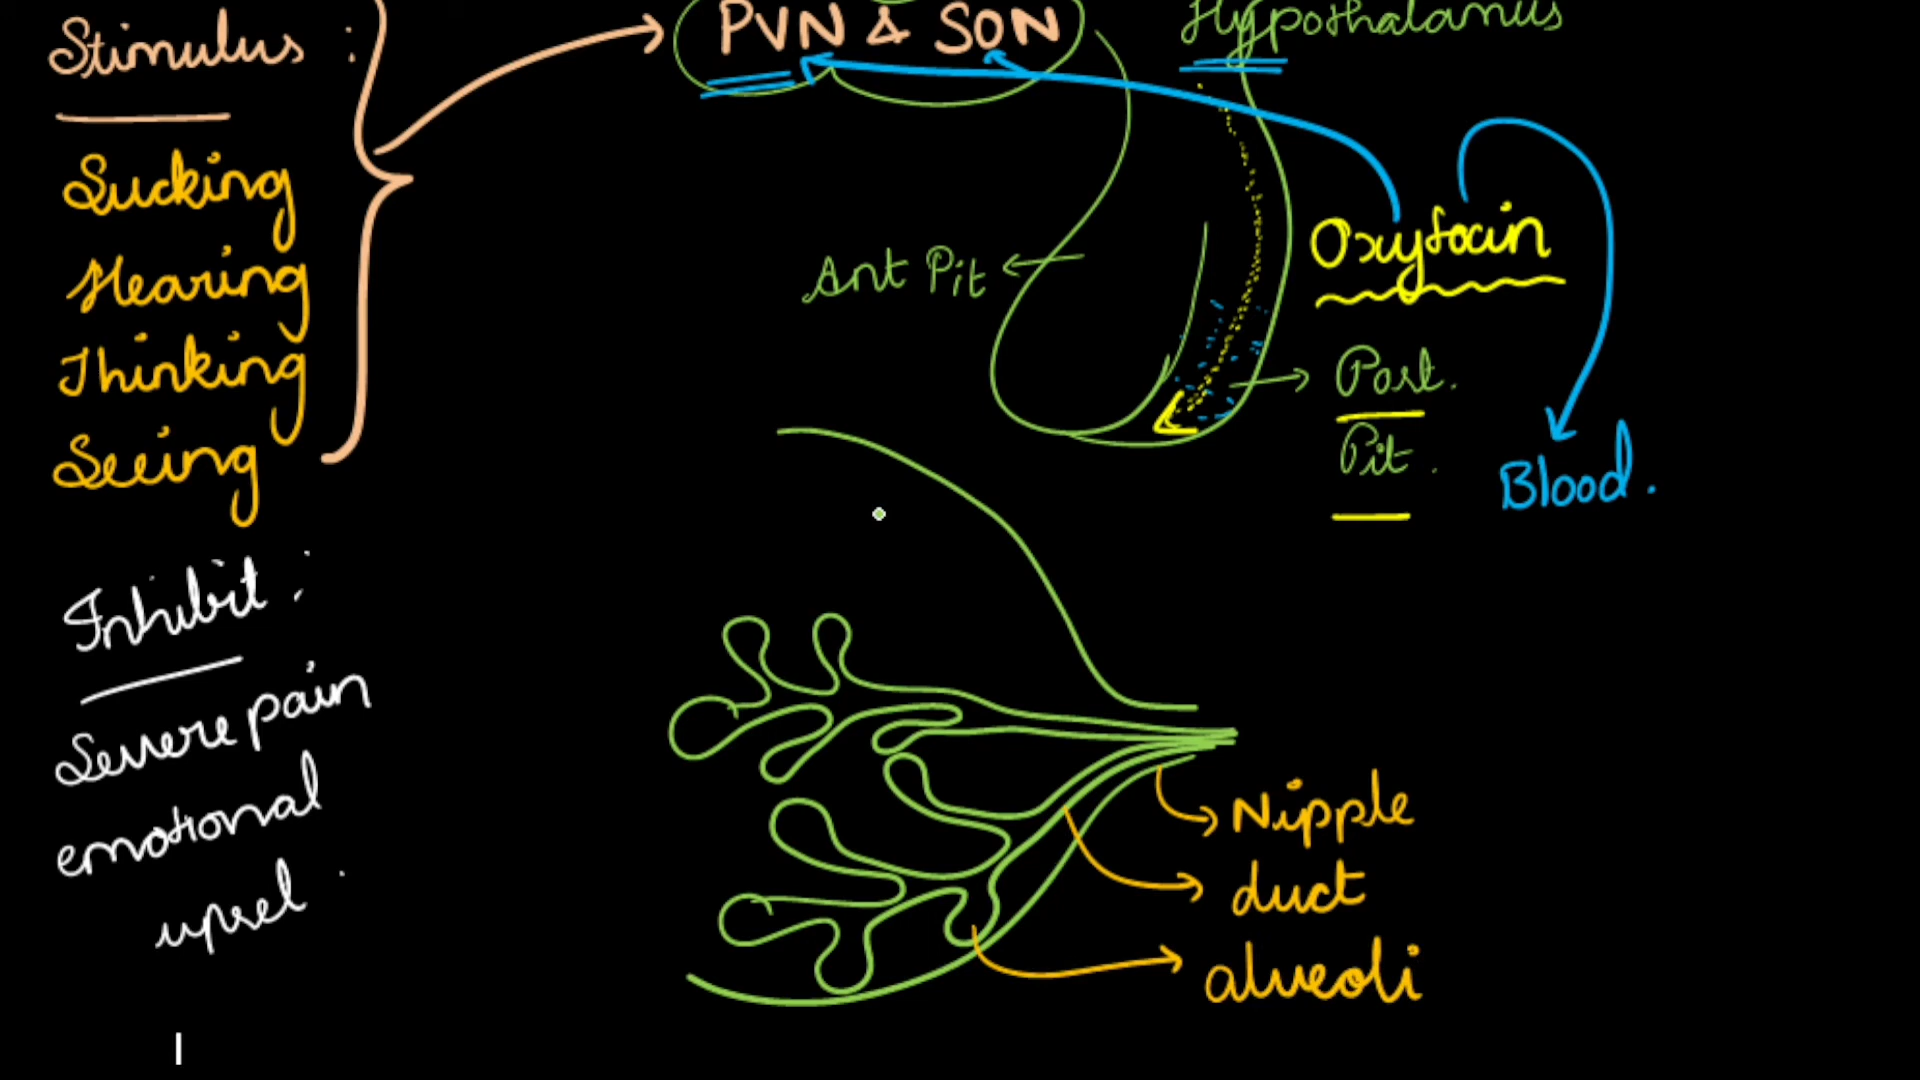 Stimulus :
Sucking
Hearing
Thinking
Seeing
Inhibit :
Severe pain
emotional
upset.
PVN & SON
Hypothalamus
Ant Pit
Oxytocin
Post.
Pit.
Blood.
Nipple
duct
alveoli